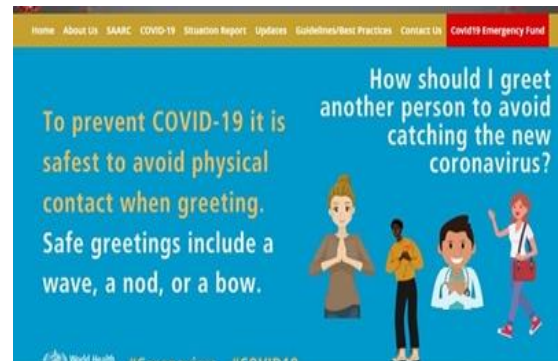 Home About Us SAARC COVID-19 Situation Report Updates Guidelines/Best Practices Contact Us Covid19 Emergency Fund
How should I greet
another person to avoid
catching the new
coronavirus?
To prevent COVID-19 it is
safest to avoid physical
contact when greeting.
Safe greetings include a
wave, a nod, or a bow.
World Health #Coronavirus #COVID19